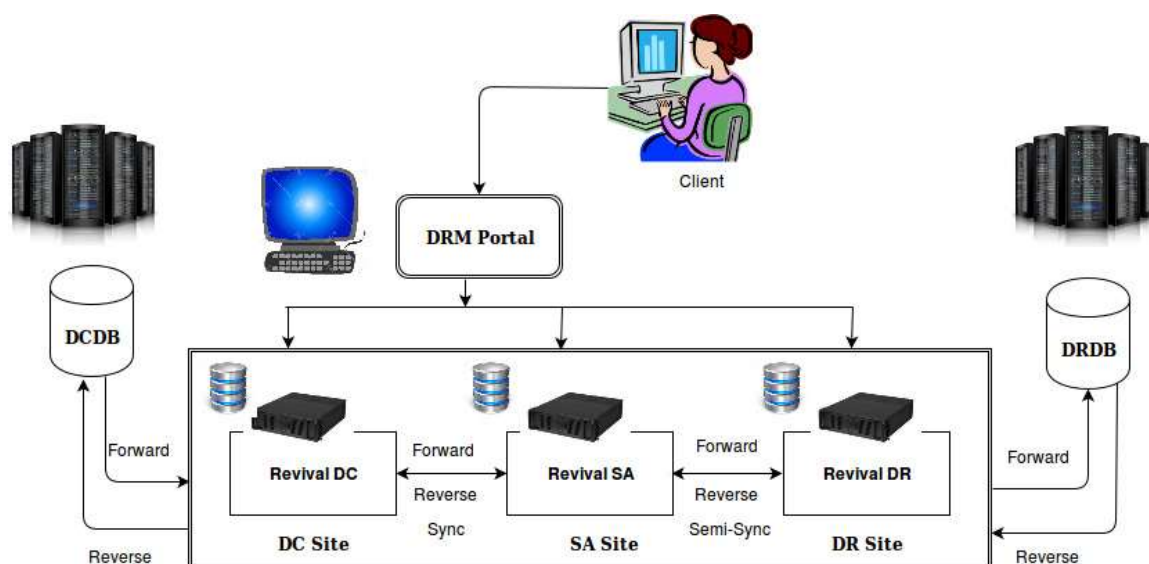 Client
DRM Portal
DCDB
DRDB
Forward
Revival DC
Forward
Reverse
Sync
Revival SA
Forward
Reverse
Semi-Sync
Revival DR
Forward
Reverse
DC Site
SA Site
DR Site
Reverse